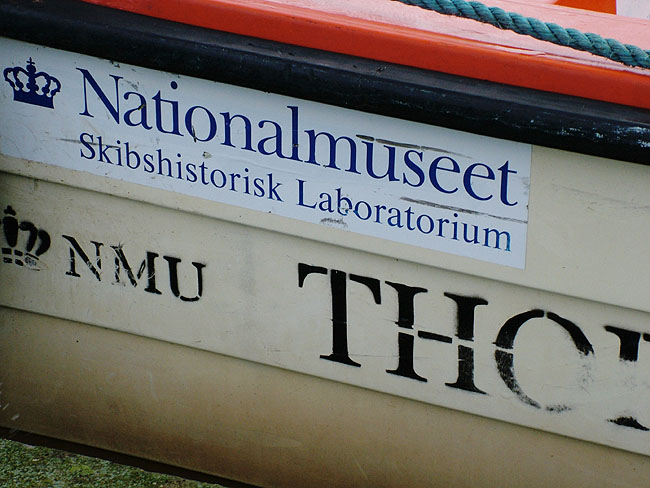 Nationalmuseet
Skibshistorisk Laboratorium
NMU
THO